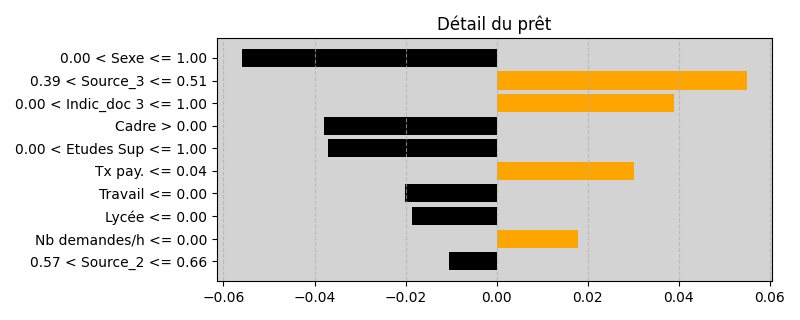 Détail du prêt
0.00 < Sexe <= 1.00
0.39 < Source_3 <= 0.51
0.00 < Indic_doc 3 <= 1.00
Cadre > 0.00
0.00 < Etudes Sup <= 1.00
Tx pay. <= 0.04
Travail <= 0.00
Lycée <= 0.00
Nb demandes/h <= 0.00
0.57 < Source_2 <= 0.66
−0.06 −0.04 −0.02 0.00 0.02 0.04 0.06